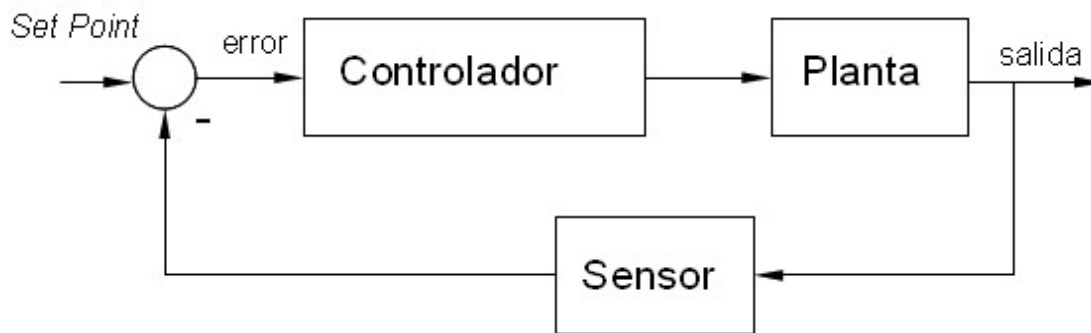 Set Point
error
Controlador
Planta
salida
-
Sensor